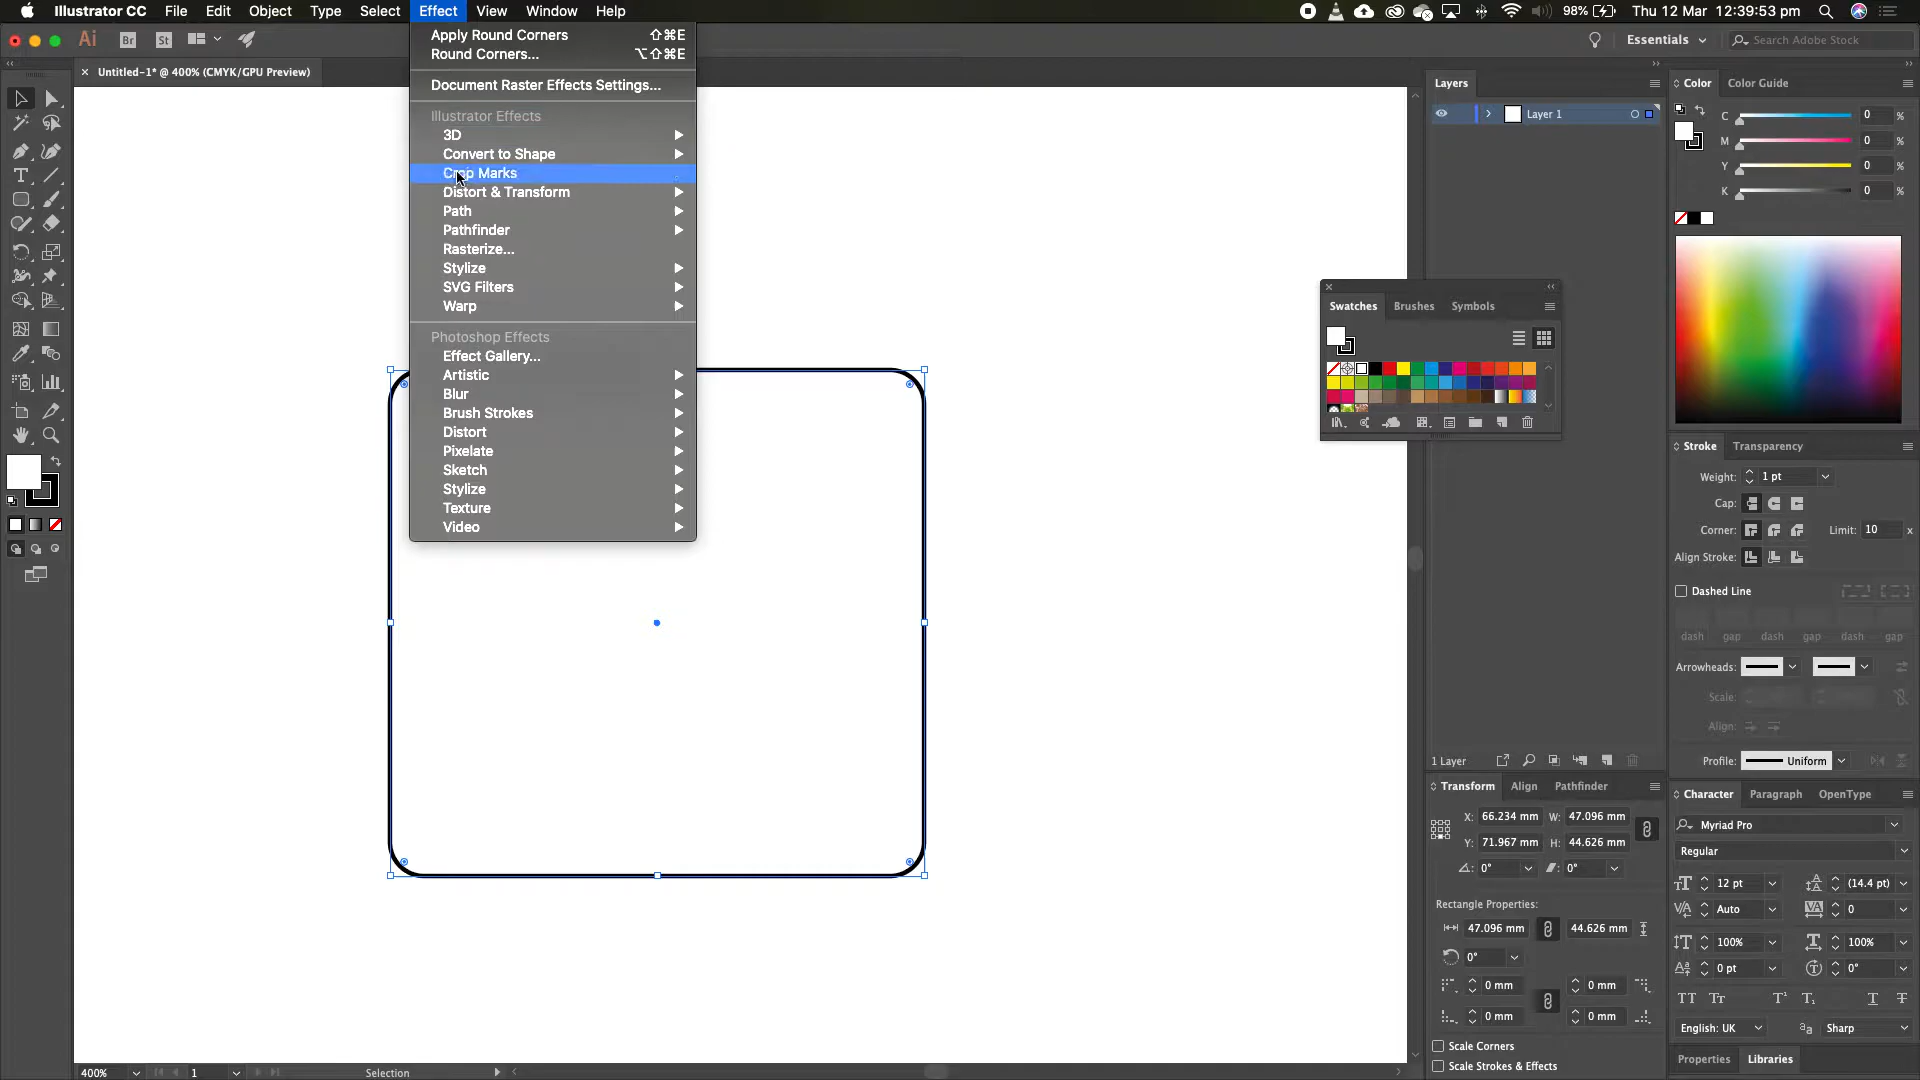 Illustrator CC File Edit Object Type Select Effect View Window Help 98% Thu 12 Mar 12:39:53 pm
Ai Br St Essentials Search Adobe Stock
Untitled-1* @ 400% (CMYK/GPU Preview)
Apply Round Corners ⇧⌘E
Round Corners... ⌥⇧⌘E
Document Raster Effects Settings...
Illustrator Effects
3D
Convert to Shape
Crop Marks
Distort & Transform
Path
Pathfinder
Rasterize...
Stylize
SVG Filters
Warp
Photoshop Effects
Effect Gallery...
Artistic
Blur
Brush Strokes
Distort
Pixelate
Sketch
Stylize
Texture
Video
Layers
Layer 1
Swatches Brushes Symbols
1 Layer
Transform Align Pathfinder
X: 66.234 mm W: 47.096 mm
Y: 71.967 mm H: 44.626 mm
0° 0°
Rectangle Properties:
47.096 mm 44.626 mm
0°
0 mm 0 mm
0 mm 0 mm
Scale Corners
Scale Strokes & Effects
Color Color Guide
C 0 %
M 0 %
Y 0 %
K 0 %
Stroke Transparency
Weight: 1 pt
Cap:
Corner: Limit: 10 x
Align Stroke:
Dashed Line
dash gap dash gap dash gap
Arrowheads:
Scale:
Align:
Profile: Uniform
Character Paragraph OpenType
Myriad Pro
Regular
12 pt (14.4 pt)
Auto 0
100% 100%
0 pt 0°
English: UK Sharp
Properties Libraries
400% 1 Selection